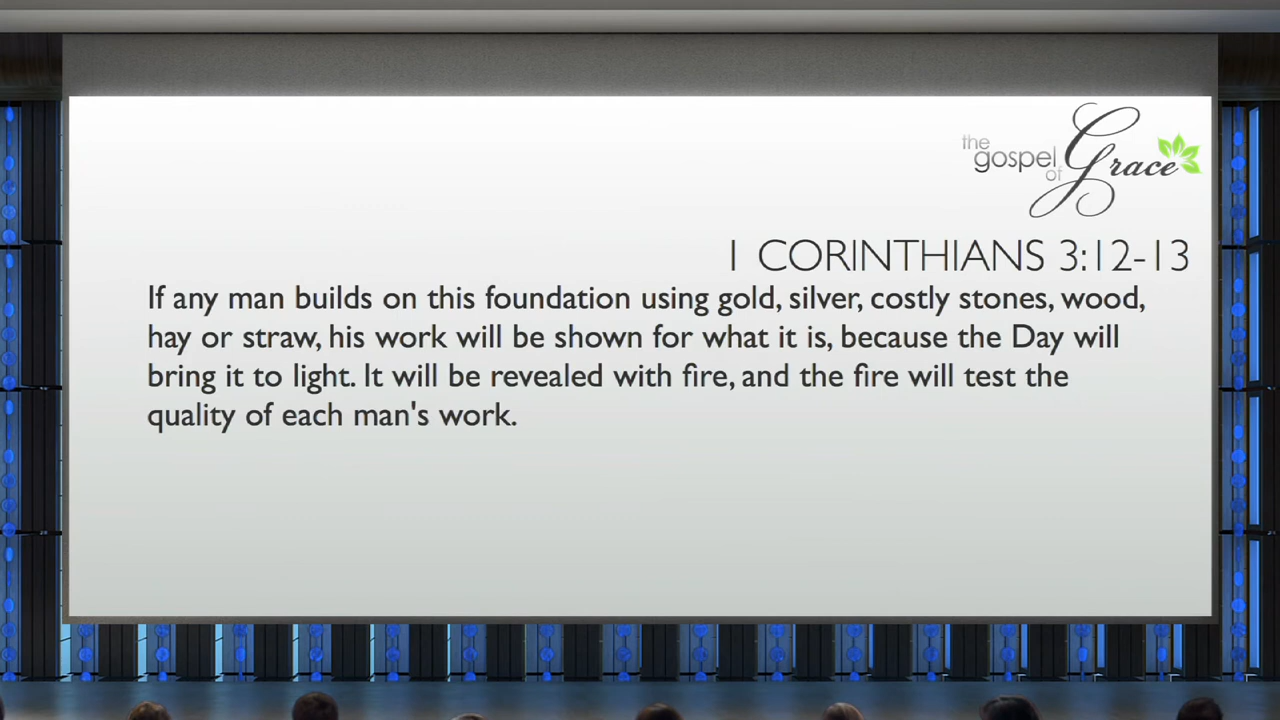 the
gospel
of
Grace
1 CORINTHIANS 3:12-13
If any man builds on this foundation using gold, silver, costly stones, wood,
hay or straw, his work will be shown for what it is, because the Day will
bring it to light. It will be revealed with fire, and the fire will test the
quality of each man's work.